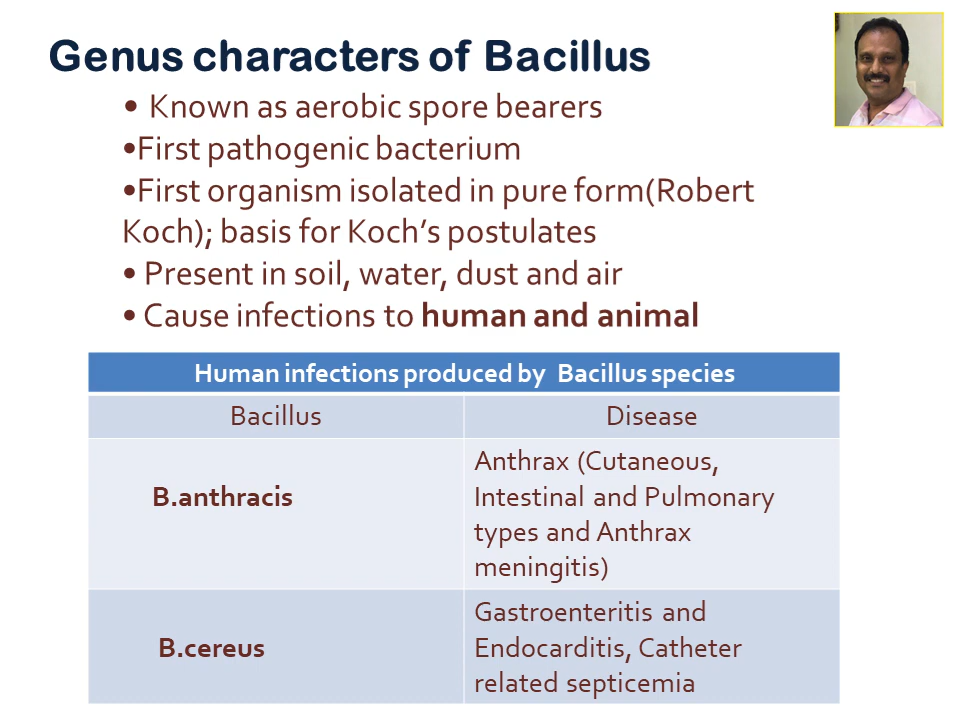 Genus characters of Bacillus
• Known as aerobic spore bearers
•First pathogenic bacterium
•First organism isolated in pure form(Robert
Koch); basis for Koch’s postulates
• Present in soil, water, dust and air
• Cause infections to human and animal
Human infections produced by Bacillus species
Bacillus Disease
B.anthracis
Anthrax (Cutaneous,
Intestinal and Pulmonary
types and Anthrax
meningitis)
B.cereus
Gastroenteritis and
Endocarditis, Catheter
related septicemia